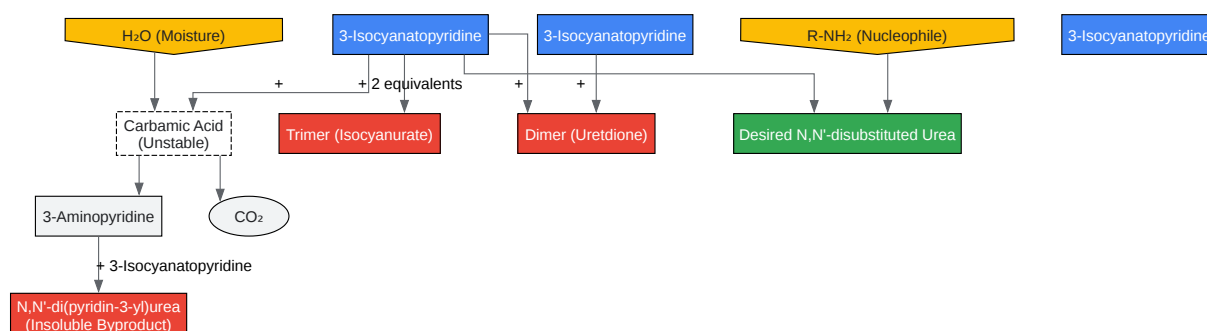 H₂O (Moisture)
3-Isocyanatopyridine
3-Isocyanatopyridine
R-NH₂ (Nucleophile)
3-Isocyanatopyridine
+
+ 2 equivalents
+
+
Carbamic Acid
(Unstable)
Trimer (Isocyanurate)
Dimer (Uretdione)
Desired N,N'-disubstituted Urea
3-Aminopyridine
CO₂
+ 3-Isocyanatopyridine
N,N'-di(pyridin-3-yl)urea
(Insoluble Byproduct)